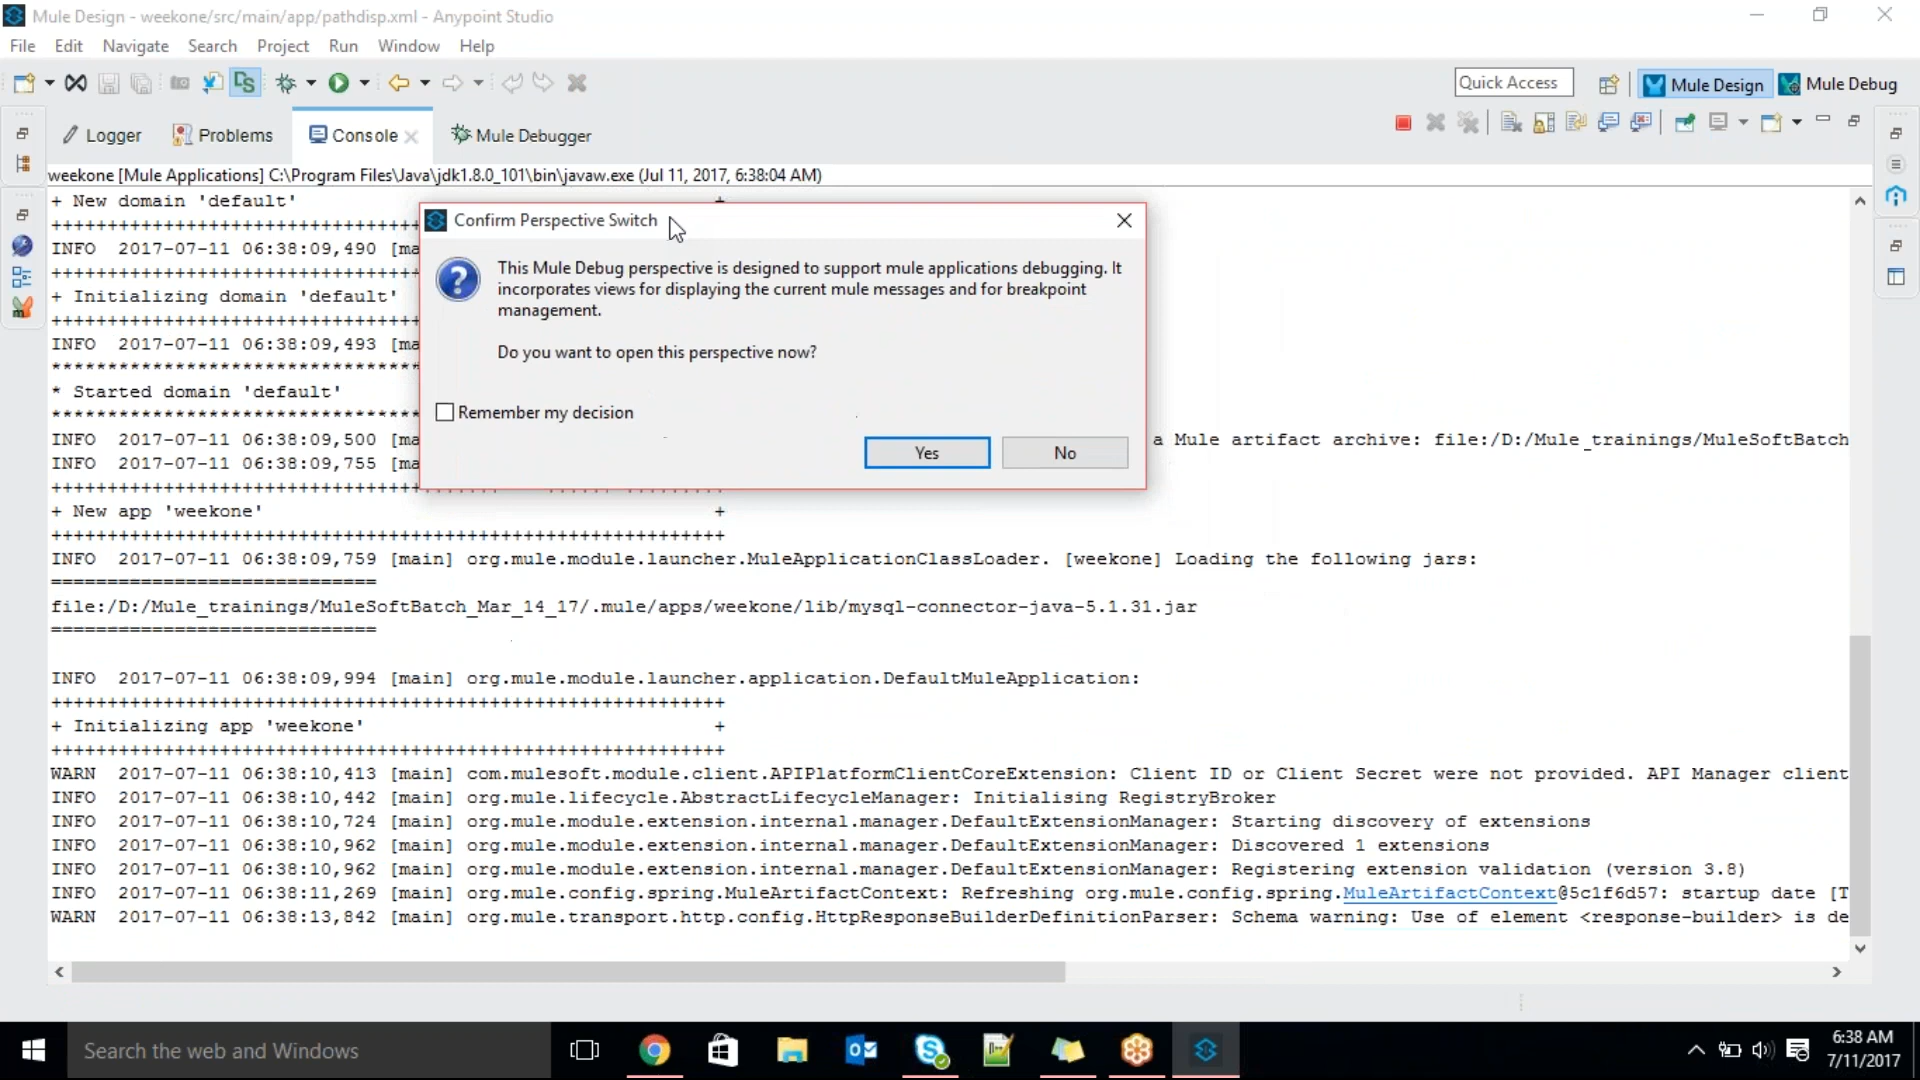 Mule Design - weekone/src/main/app/pathdisp.xml - Anypoint Studio
File Edit Navigate Search Project Run Window Help
Quick Access Mule Design Mule Debug
Logger Problems Console Mule Debugger
weekone [Mule Applications] C:\Program Files\Java\jdk1.8.0_101\bin\javaw.exe (Jul 11, 2017, 6:38:04 AM)
+ New domain 'default' +
++++++++++++++++++++++++++++++++
INFO 2017-07-11 06:38:09,490 [ma
++++++++++++++++++++++++++++++++
+ Initializing domain 'default'
++++++++++++++++++++++++++++++++
INFO 2017-07-11 06:38:09,493 [ma
********************************
* Started domain 'default'
********************************
INFO 2017-07-11 06:38:09,500 [ma a Mule artifact archive: file:/D:/Mule_trainings/MuleSoftBatch
INFO 2017-07-11 06:38:09,755 [ma
Confirm Perspective Switch
This Mule Debug perspective is designed to support mule applications debugging. It
incorporates views for displaying the current mule messages and for breakpoint
management.
Do you want to open this perspective now?
Remember my decision
Yes No
+ New app 'weekone' +
++++++++++++++++++++++++++++++++++++++++++++++++++++++++++++
INFO 2017-07-11 06:38:09,759 [main] org.mule.module.launcher.MuleApplicationClassLoader. [weekone] Loading the following jars:
=============================
file:/D:/Mule_trainings/MuleSoftBatch_Mar_14_17/.mule/apps/weekone/lib/mysql-connector-java-5.1.31.jar
=============================
INFO 2017-07-11 06:38:09,994 [main] org.mule.module.launcher.application.DefaultMuleApplication:
++++++++++++++++++++++++++++++++++++++++++++++++++++++++++++
+ Initializing app 'weekone' +
++++++++++++++++++++++++++++++++++++++++++++++++++++++++++++
WARN 2017-07-11 06:38:10,413 [main] com.mulesoft.module.client.APIPlatformClientCoreExtension: Client ID or Client Secret were not provided. API Manager client
INFO 2017-07-11 06:38:10,442 [main] org.mule.lifecycle.AbstractLifecycleManager: Initialising RegistryBroker
INFO 2017-07-11 06:38:10,724 [main] org.mule.module.extension.internal.manager.DefaultExtensionManager: Starting discovery of extensions
INFO 2017-07-11 06:38:10,962 [main] org.mule.module.extension.internal.manager.DefaultExtensionManager: Discovered 1 extensions
INFO 2017-07-11 06:38:10,962 [main] org.mule.module.extension.internal.manager.DefaultExtensionManager: Registering extension validation (version 3.8)
INFO 2017-07-11 06:38:11,269 [main] org.mule.config.spring.MuleArtifactContext: Refreshing org.mule.config.spring.MuleArtifactContext@5c1f6d57: startup date [T
WARN 2017-07-11 06:38:13,842 [main] org.mule.transport.http.config.HttpResponseBuilderDefinitionParser: Schema warning: Use of element <response-builder> is de
Search the web and Windows
6:38 AM
7/11/2017